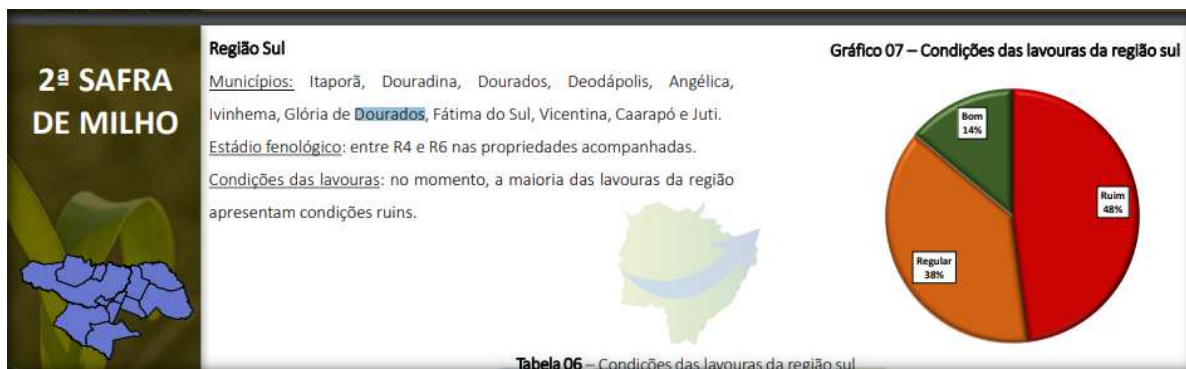 2ª SAFRA
DE MILHO
Região Sul
Municípios: Itaporã, Douradina, Dourados, Deodápolis, Angélica,
Ivinhema, Glória de Dourados, Fátima do Sul, Vicentina, Caarapó e Juti.
Estádio fenológico: entre R4 e R6 nas propriedades acompanhadas.
Condições das lavouras: no momento, a maioria das lavouras da região
apresentam condições ruins.
Gráfico 07 – Condições das lavouras da região sul
Bom
14%
Ruim
48%
Regular
38%
Tabela 06 – Condições das lavouras da região sul